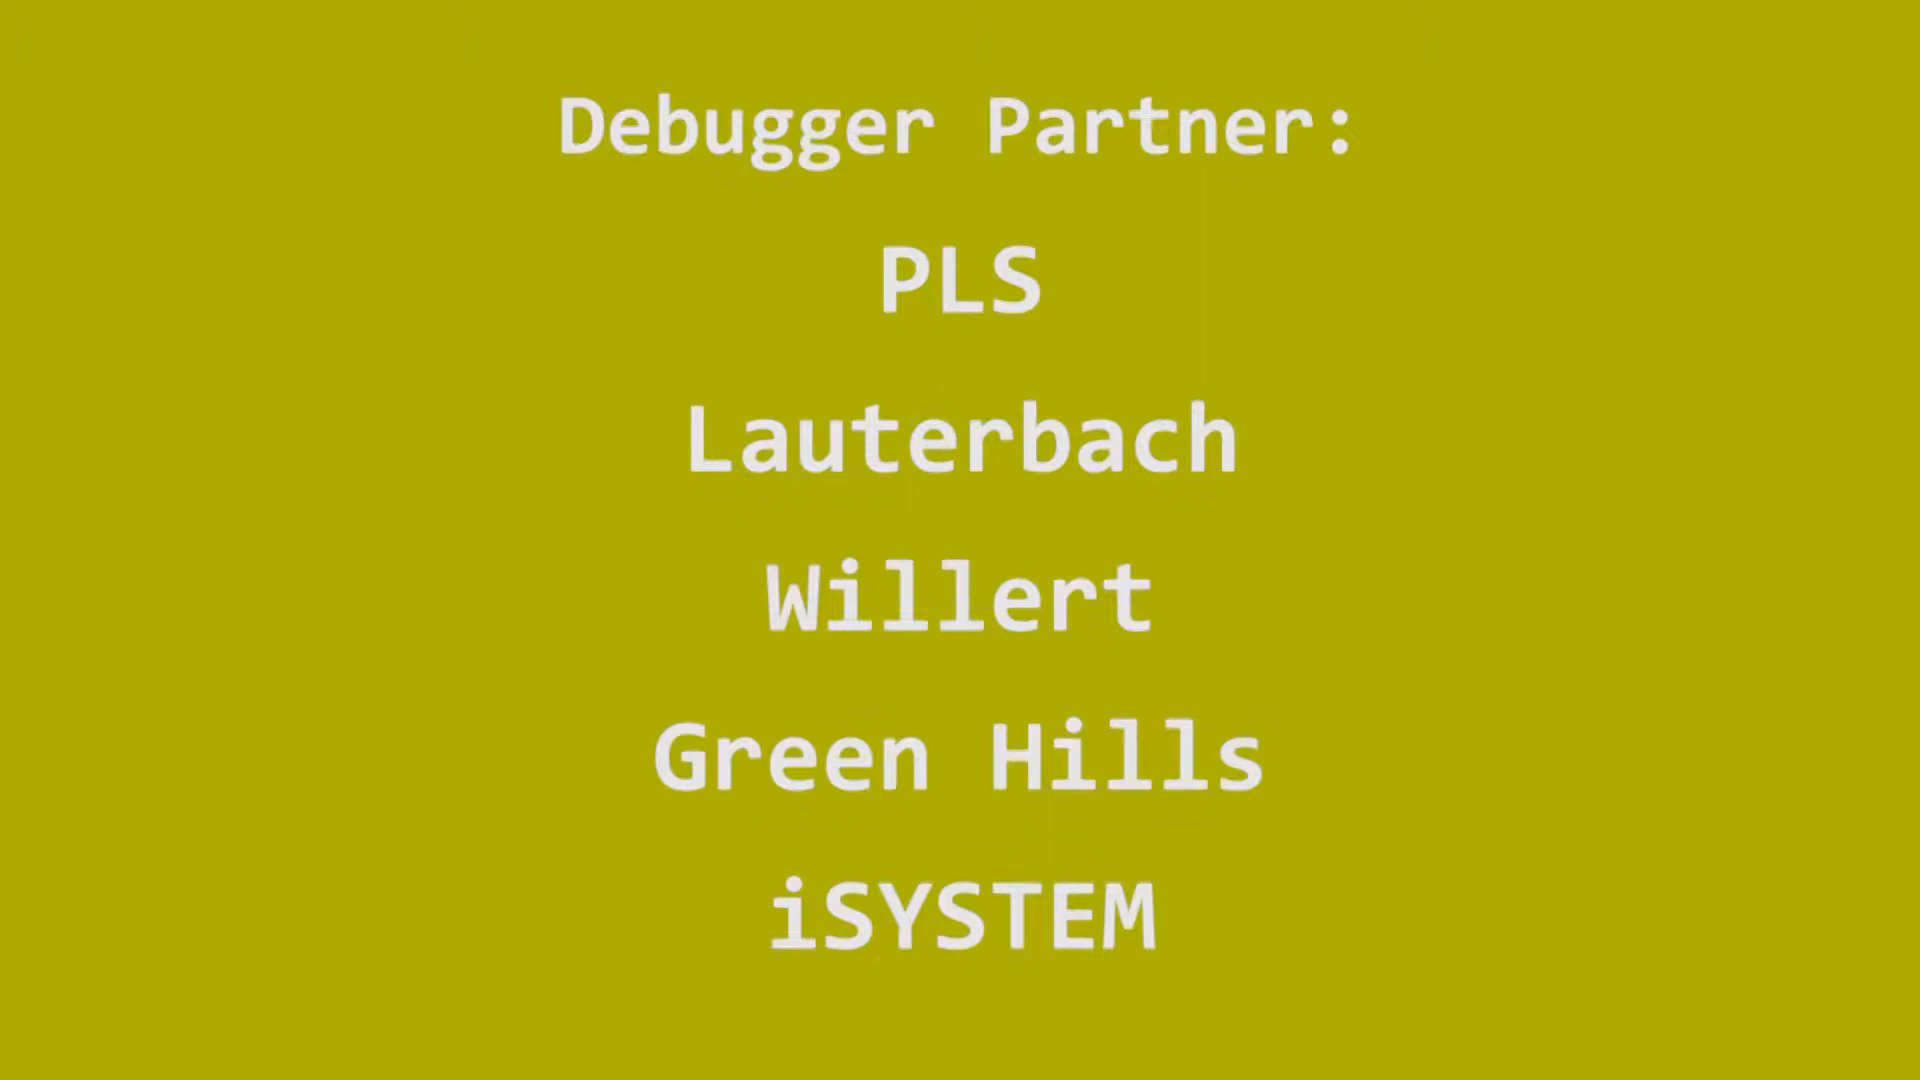 Debugger Partner:
PLS
Lauterbach
Willert
Green Hills
iSYSTEM